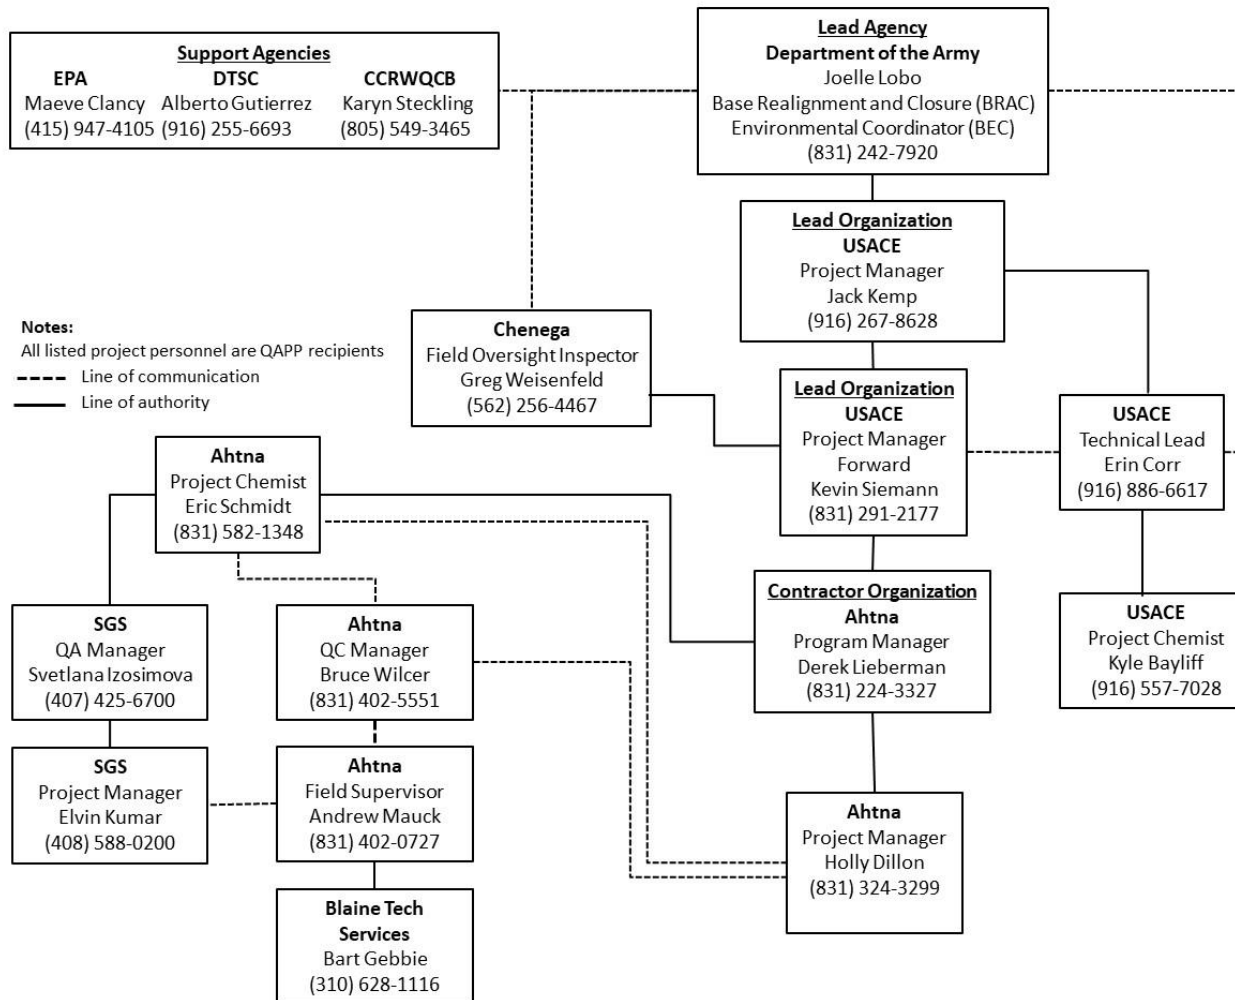 Support Agencies
EPA DTSC CCRWQCB
Maeve Clancy Alberto Gutierrez Karyn Steckling
(415) 947-4105 (916) 255-6693 (805) 549-3465
Lead Agency
Department of the Army
Joelle Lobo
Base Realignment and Closure (BRAC)
Environmental Coordinator (BEC)
(831) 242-7920
Lead Organization
USACE
Project Manager
Jack Kemp
(916) 267-8628
Notes:
All listed project personnel are QAPP recipients
Line of communication
Line of authority
Chenega
Field Oversight Inspector
Greg Weisenfeld
(562) 256-4467
Lead Organization
USACE
Project Manager
Forward
Kevin Siemann
(831) 291-2177
USACE
Technical Lead
Erin Corr
(916) 886-6617
Ahtna
Project Chemist
Eric Schmidt
(831) 582-1348
Contractor Organization
Ahtna
Program Manager
Derek Lieberman
(831) 224-3327
USACE
Project Chemist
Kyle Bayliff
(916) 557-7028
SGS
QA Manager
Svetlana Izosimova
(407) 425-6700
Ahtna
QC Manager
Bruce Wilcer
(831) 402-5551
SGS
Project Manager
Elvin Kumar
(408) 588-0200
Ahtna
Field Supervisor
Andrew Mauck
(831) 402-0727
Ahtna
Project Manager
Holly Dillon
(831) 324-3299
Blaine Tech
Services
Bart Gebbie
(310) 628-1116